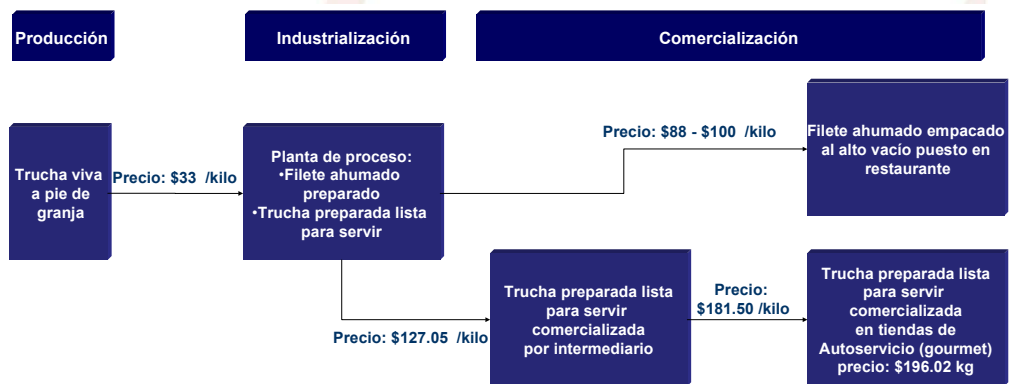 Producción
Industrialización
Comercialización
Trucha viva
a pie de
granja
Precio: $33 /kilo
Planta de proceso:
•Filete ahumado
preparado
•Trucha preparada lista
para servir
Precio: $88 - $100 /kilo
Filete ahumado empacado
al alto vacío puesto en
restaurante
Precio: $127.05 /kilo
Trucha preparada lista
para servir
comercializada
por intermediario
Precio:
$181.50 /kilo
Trucha preparada lista
para servir
comercializada
en tiendas de
Autoservicio (gourmet)
precio: $196.02 kg